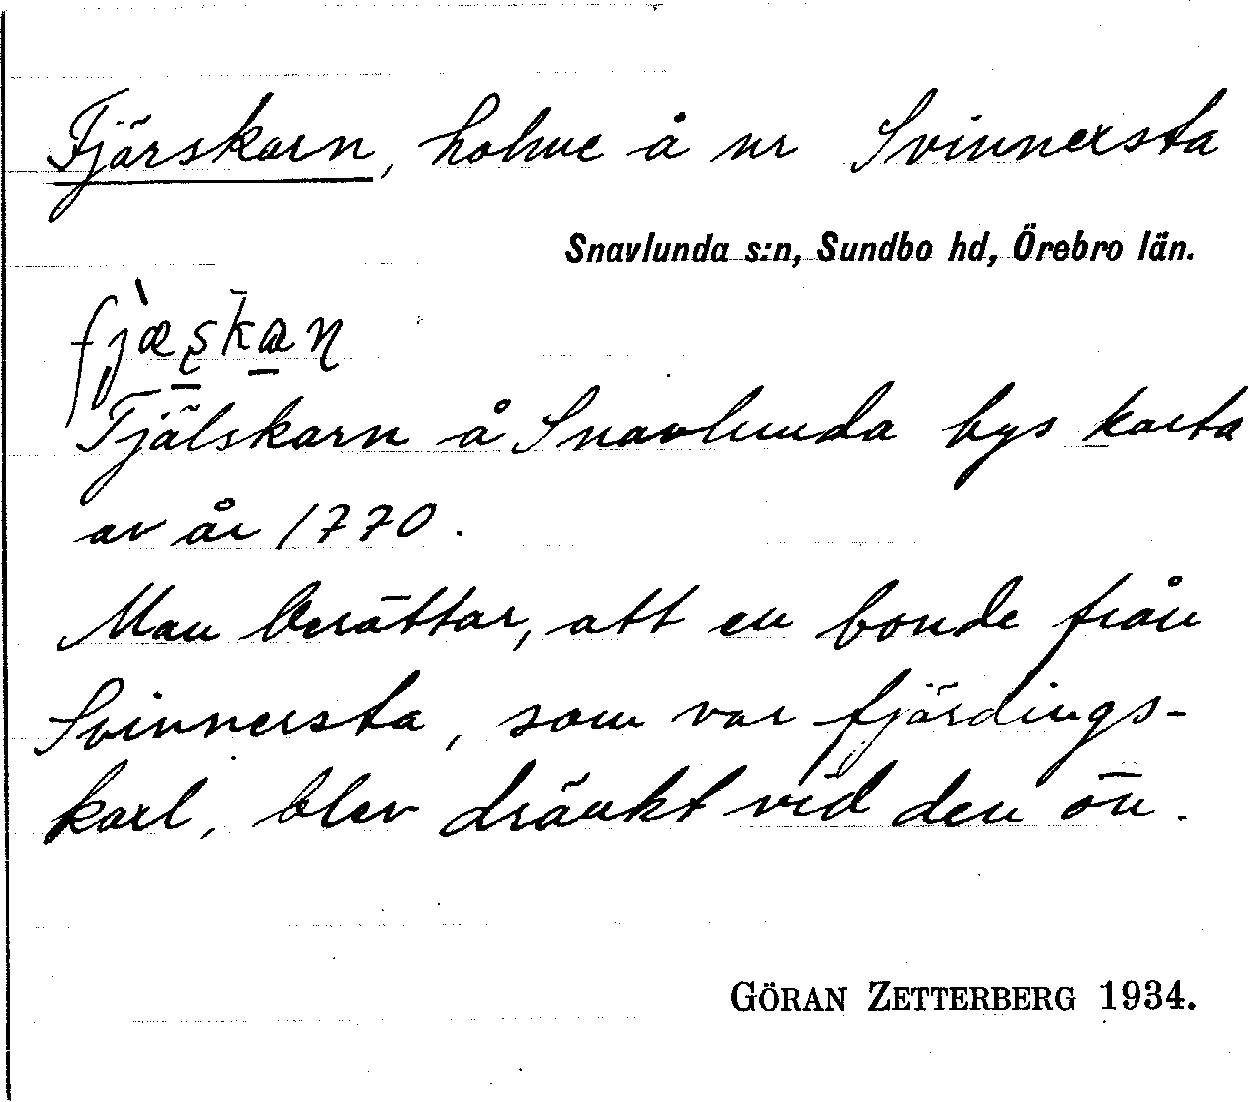 Fjärskarn, holme å nr Svinnersta
Snavlunda s:n, Sundbo hd, Örebro län.
fjæ̀ʂkaɳ
Fjälskarn å Snavlunda bys karta
av år 1770.
Man berättar, att en bonde från
Svinnersta, som var fjärdings-
karl, blev dränkt vid den ön.
GÖRAN ZETTERBERG 1934.